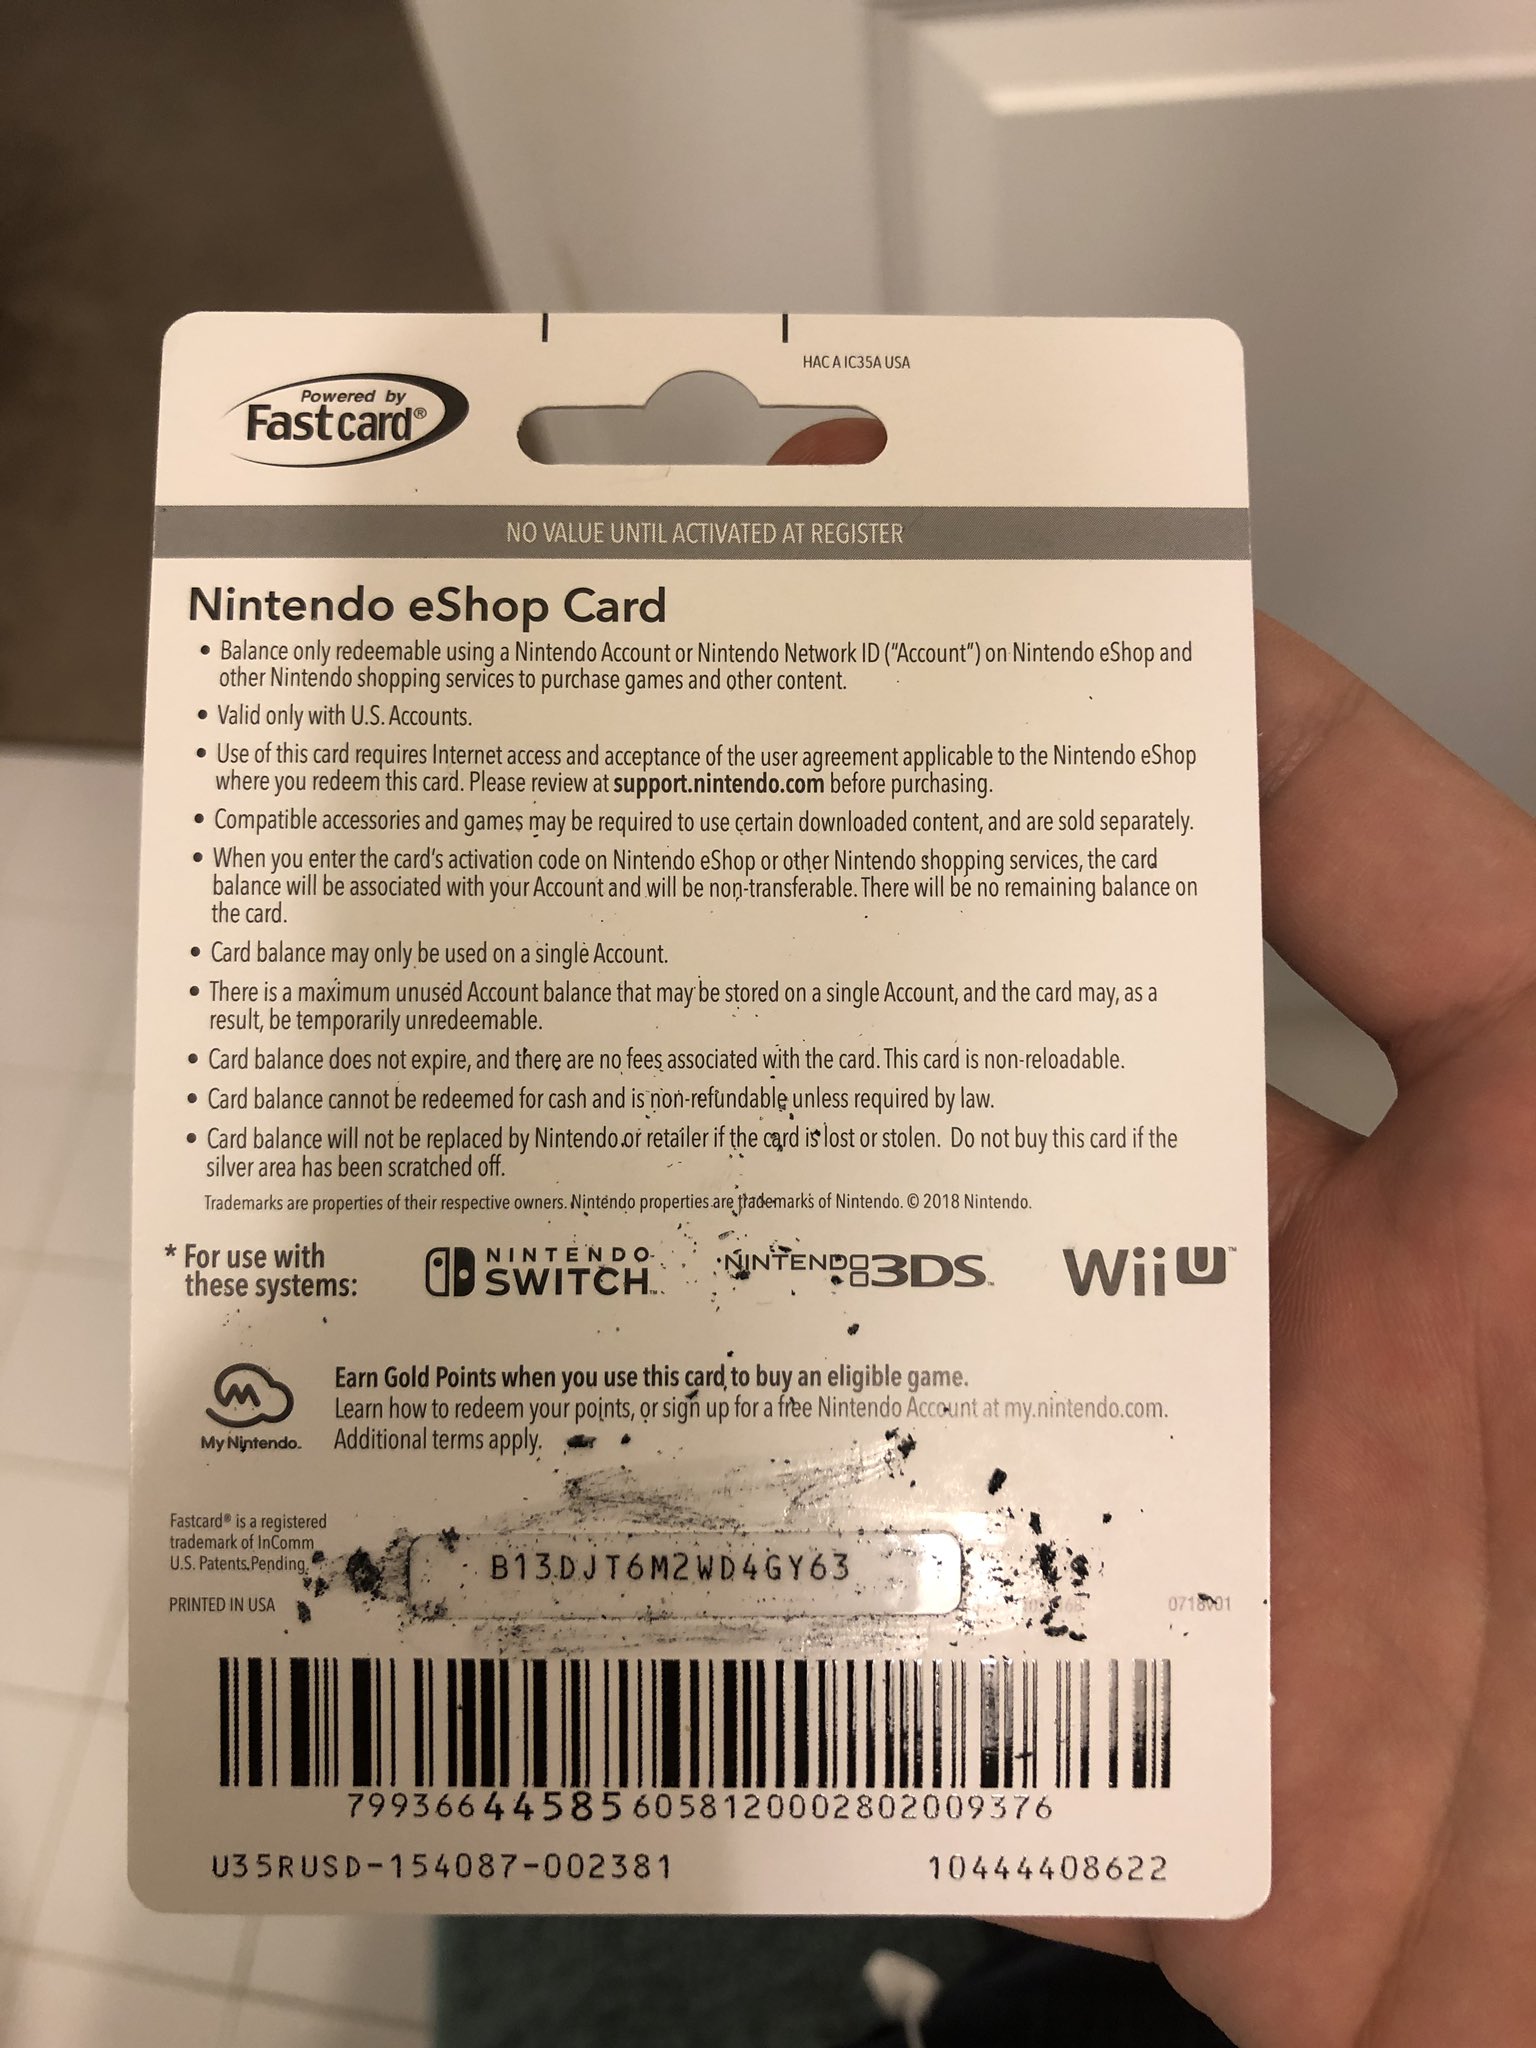 HAC A IC35A USA
Powered by
Fastcard®
NO VALUE UNTIL ACTIVATED AT REGISTER
Nintendo eShop Card
• Balance only redeemable using a Nintendo Account or Nintendo Network ID ("Account") on Nintendo eShop and
other Nintendo shopping services to purchase games and other content.
• Valid only with U.S. Accounts.
• Use of this card requires Internet access and acceptance of the user agreement applicable to the Nintendo eShop
where you redeem this card. Please review at support.nintendo.com before purchasing.
• Compatible accessories and games may be required to use certain downloaded content, and are sold separately.
• When you enter the card's activation code on Nintendo eShop or other Nintendo shopping services, the card
balance will be associated with your Account and will be non-transferable. There will be no remaining balance on
the card.
• Card balance may only be used on a single Account.
• There is a maximum unused Account balance that may be stored on a single Account, and the card may, as a
result, be temporarily unredeemable.
• Card balance does not expire, and there are no fees associated with the card. This card is non-reloadable.
• Card balance cannot be redeemed for cash and is non-refundable unless required by law.
• Card balance will not be replaced by Nintendo or retailer if the card is lost or stolen. Do not buy this card if the
silver area has been scratched off.
Trademarks are properties of their respective owners. Nintendo properties are trademarks of Nintendo. © 2018 Nintendo.
* For use with
these systems:
NINTENDO
SWITCH™
NINTENDO 3DS™
Wii U™
My Nintendo™
Earn Gold Points when you use this card to buy an eligible game.
Learn how to redeem your points, or sign up for a free Nintendo Account at my.nintendo.com.
Additional terms apply.
Fastcard® is a registered
trademark of InComm
U.S. Patents Pending.
PRINTED IN USA
B13DJT6M2WD4GY63
0718V01
799366445856058120002802009376
U35RUSD-154087-002381
10444408622